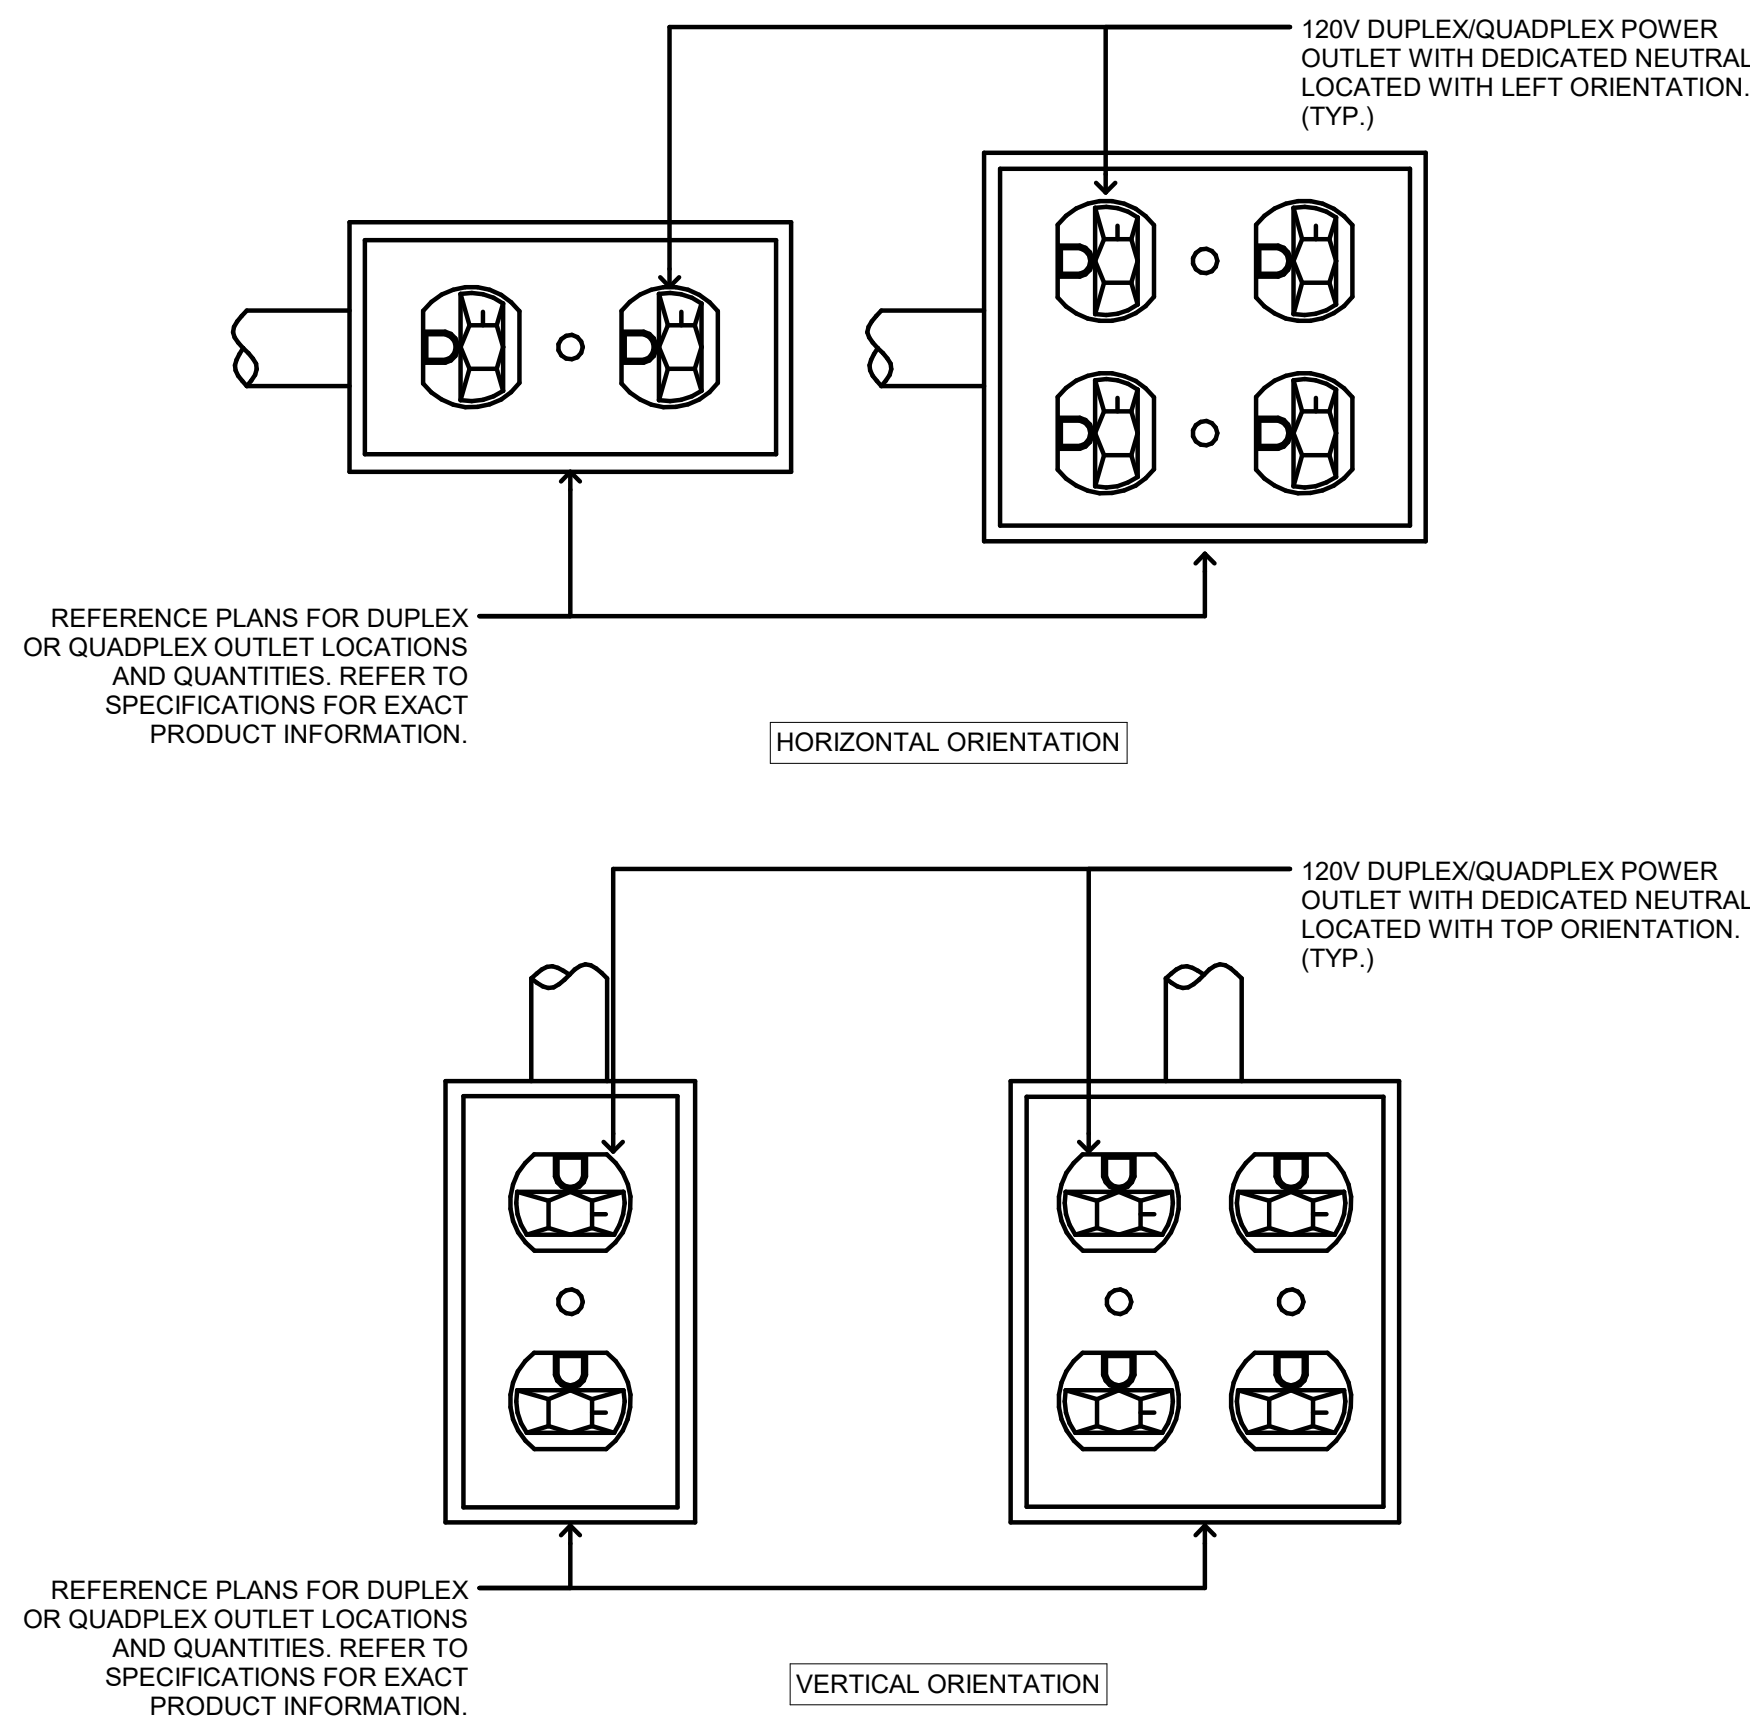 120V DUPLEX/QUADPLEX POWER
OUTLET WITH DEDICATED NEUTRAL
LOCATED WITH LEFT ORIENTATION.
(TYP.)
REFERENCE PLANS FOR DUPLEX
OR QUADPLEX OUTLET LOCATIONS
AND QUANTITIES. REFER TO
SPECIFICATIONS FOR EXACT
PRODUCT INFORMATION.
HORIZONTAL ORIENTATION
120V DUPLEX/QUADPLEX POWER
OUTLET WITH DEDICATED NEUTRAL
LOCATED WITH TOP ORIENTATION.
(TYP.)
REFERENCE PLANS FOR DUPLEX
OR QUADPLEX OUTLET LOCATIONS
AND QUANTITIES. REFER TO
SPECIFICATIONS FOR EXACT
PRODUCT INFORMATION.
VERTICAL ORIENTATION